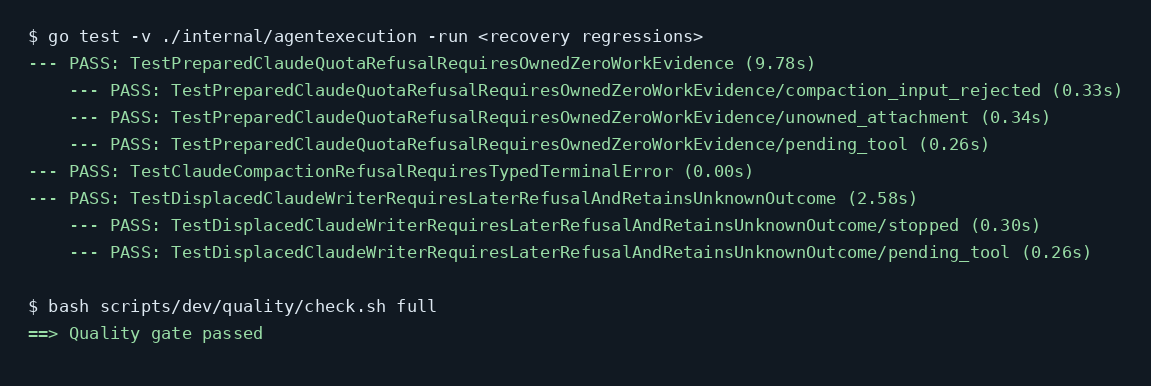 $ go test -v ./internal/agentexecution -run <recovery regressions>
--- PASS: TestPreparedClaudeQuotaRefusalRequiresOwnedZeroWorkEvidence (9.78s)
    --- PASS: TestPreparedClaudeQuotaRefusalRequiresOwnedZeroWorkEvidence/compaction_input_rejected (0.33s)
    --- PASS: TestPreparedClaudeQuotaRefusalRequiresOwnedZeroWorkEvidence/unowned_attachment (0.34s)
    --- PASS: TestPreparedClaudeQuotaRefusalRequiresOwnedZeroWorkEvidence/pending_tool (0.26s)
--- PASS: TestClaudeCompactionRefusalRequiresTypedTerminalError (0.00s)
--- PASS: TestDisplacedClaudeWriterRequiresLaterRefusalAndRetainsUnknownOutcome (2.58s)
    --- PASS: TestDisplacedClaudeWriterRequiresLaterRefusalAndRetainsUnknownOutcome/stopped (0.30s)
    --- PASS: TestDisplacedClaudeWriterRequiresLaterRefusalAndRetainsUnknownOutcome/pending_tool (0.26s)

$ bash scripts/dev/quality/check.sh full
==> Quality gate passed